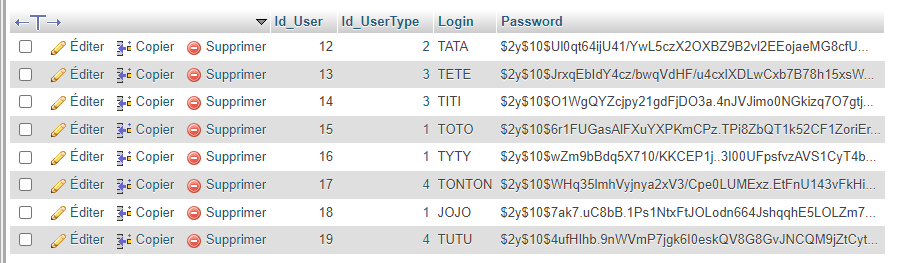 Id_User Id_UserType Login Password
Éditer Copier Supprimer 12 2 TATA $2y$10$Ul0qt64ijU41/YwL5czX2OXBZ9B2vl2EEojaeMG8cfU...
Éditer Copier Supprimer 13 3 TETE $2y$10$JrxqEbIdY4cz/bwqVdHF/u4cxIXDLwCxb7B78h15xsW...
Éditer Copier Supprimer 14 3 TITI $2y$10$O1WgQYZcjpy21gdFjDO3a.4nJVJimo0NGkizq7O7gtj...
Éditer Copier Supprimer 15 1 TOTO $2y$10$6r1FUGasAlFXuYXPKmCPz.TPi8ZbQT1k52CF1ZoriEr...
Éditer Copier Supprimer 16 1 TYTY $2y$10$wZm9bBdq5X710/KKCEP1j..3I00UFpsfvzAVS1CyT4b...
Éditer Copier Supprimer 17 4 TONTON $2y$10$WHq35lmhVyjnya2xV3/Cpe0LUMExz.EtFnU143vFkHi...
Éditer Copier Supprimer 18 1 JOJO $2y$10$7ak7.uC8bB.1Ps1NtxFtJOLodn664JshqqhE5LOLZm7...
Éditer Copier Supprimer 19 4 TUTU $2y$10$4ufHIhb.9nWVmP7jgk6I0eskQV8G8GvJNCQM9jZtCyt...